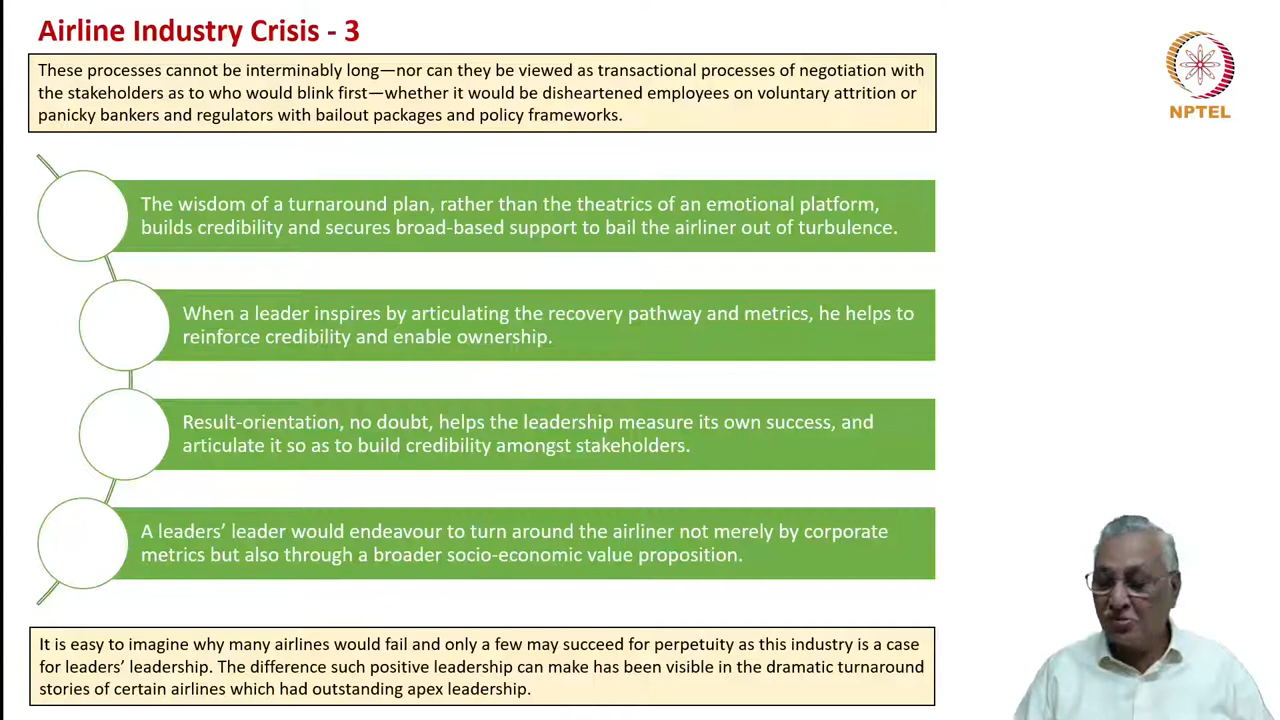 Airline Industry Crisis - 3
These processes cannot be interminably long—nor can they be viewed as transactional processes of negotiation with
the stakeholders as to who would blink first—whether it would be disheartened employees on voluntary attrition or
panicky bankers and regulators with bailout packages and policy frameworks.
NPTEL
The wisdom of a turnaround plan, rather than the theatrics of an emotional platform,
builds credibility and secures broad-based support to bail the airliner out of turbulence.
When a leader inspires by articulating the recovery pathway and metrics, he helps to
reinforce credibility and enable ownership.
Result-orientation, no doubt, helps the leadership measure its own success, and
articulate it so as to build credibility amongst stakeholders.
A leaders’ leader would endeavour to turn around the airliner not merely by corporate
metrics but also through a broader socio-economic value proposition.
It is easy to imagine why many airlines would fail and only a few may succeed for perpetuity as this industry is a case
for leaders’ leadership. The difference such positive leadership can make has been visible in the dramatic turnaround
stories of certain airlines which had outstanding apex leadership.